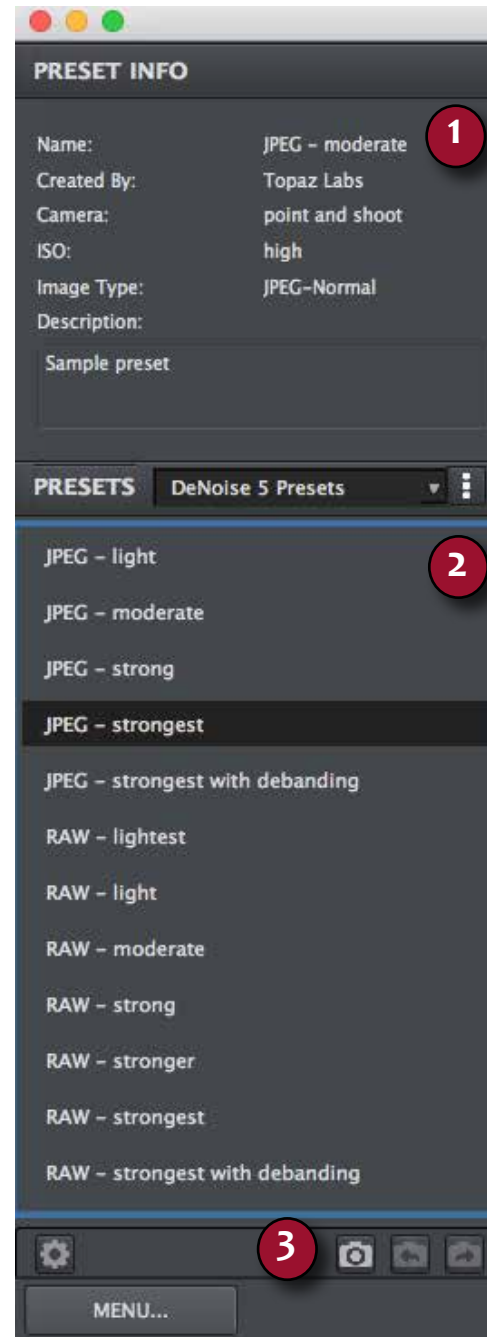 PRESET INFO
1
Name: JPEG – moderate
Created By: Topaz Labs
Camera: point and shoot
ISO: high
Image Type: JPEG-Normal
Description:
Sample preset
PRESETS DeNoise 5 Presets
2
JPEG – light
JPEG – moderate
JPEG – strong
JPEG – strongest
JPEG – strongest with debanding
RAW – lightest
RAW – light
RAW – moderate
RAW – strong
RAW – stronger
RAW – strongest
RAW – strongest with debanding
3
MENU...